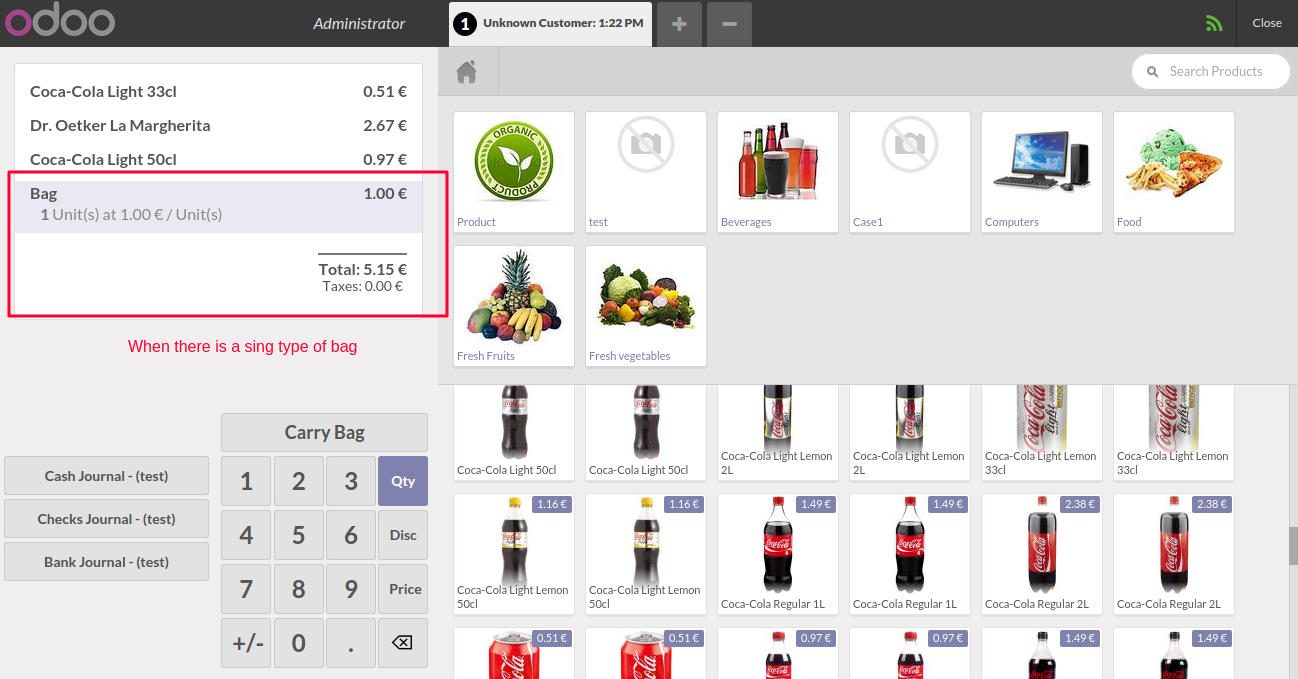 odoo
Administrator
1 Unknown Customer: 1:22 PM
+
−
Close
Search Products
Coca-Cola Light 33cl 0.51 €
Dr. Oetker La Margherita 2.67 €
Coca-Cola Light 50cl 0.97 €
Bag 1.00 €
1 Unit(s) at 1.00 € / Unit(s)
Total: 5.15 €
Taxes: 0.00 €
When there is a sing type of bag
ORGANIC
PRODUCT
Product
test
Beverages
Case1
Computers
Food
Fresh Fruits
Fresh vegetables
Carry Bag
Cash Journal - (test)
Checks Journal - (test)
Bank Journal - (test)
1 2 3 Qty
4 5 6 Disc
7 8 9 Price
+/- 0 .
Coca-Cola Light 50cl
Coca-Cola Light 50cl
Coca-Cola Light Lemon
2L
Coca-Cola Light Lemon
2L
Coca-Cola Light Lemon
33cl
Coca-Cola Light Lemon
33cl
1.16 €
Coca-Cola Light Lemon
50cl
1.16 €
Coca-Cola Light Lemon
50cl
1.49 €
Coca-Cola Regular 1L
1.49 €
Coca-Cola Regular 1L
2.38 €
Coca-Cola Regular 2L
2.38 €
Coca-Cola Regular 2L
0.51 €
0.51 €
0.97 €
0.97 €
1.49 €
1.49 €